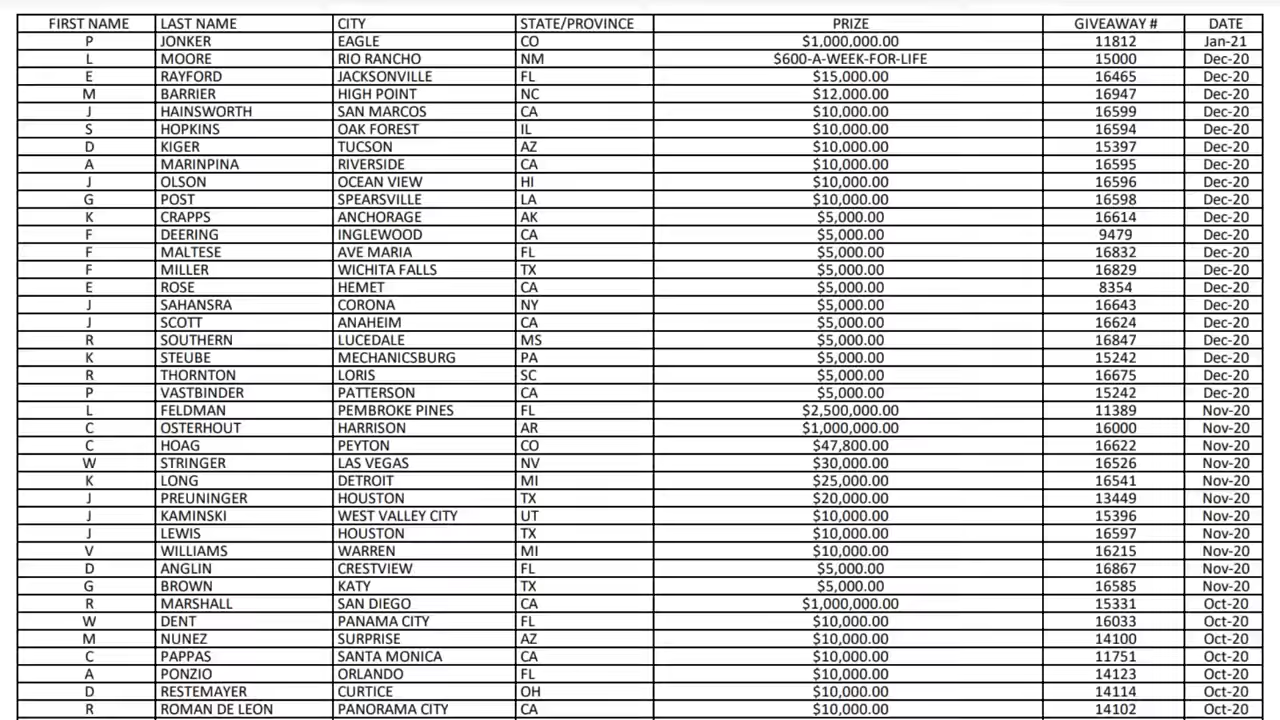 FIRST NAME LAST NAME CITY STATE/PROVINCE PRIZE GIVEAWAY # DATE
P JONKER EAGLE CO $1,000,000.00 11812 Jan-21
L MOORE RIO RANCHO NM $600-A-WEEK-FOR-LIFE 15000 Dec-20
E RAYFORD JACKSONVILLE FL $15,000.00 16465 Dec-20
M BARRIER HIGH POINT NC $12,000.00 16947 Dec-20
J HAINSWORTH SAN MARCOS CA $10,000.00 16599 Dec-20
S HOPKINS OAK FOREST IL $10,000.00 16594 Dec-20
D KIGER TUCSON AZ $10,000.00 15397 Dec-20
A MARINPINA RIVERSIDE CA $10,000.00 16595 Dec-20
J OLSON OCEAN VIEW HI $10,000.00 16596 Dec-20
G POST SPEARSVILLE LA $10,000.00 16598 Dec-20
K CRAPPS ANCHORAGE AK $5,000.00 16614 Dec-20
F DEERING INGLEWOOD CA $5,000.00 9479 Dec-20
F MALTESE AVE MARIA FL $5,000.00 16832 Dec-20
F MILLER WICHITA FALLS TX $5,000.00 16829 Dec-20
E ROSE HEMET CA $5,000.00 8354 Dec-20
J SAHANSRA CORONA NY $5,000.00 16643 Dec-20
J SCOTT ANAHEIM CA $5,000.00 16624 Dec-20
R SOUTHERN LUCEDALE MS $5,000.00 16847 Dec-20
K STEUBE MECHANICSBURG PA $5,000.00 15242 Dec-20
R THORNTON LORIS SC $5,000.00 16675 Dec-20
P VASTBINDER PATTERSON CA $5,000.00 15242 Dec-20
L FELDMAN PEMBROKE PINES FL $2,500,000.00 11389 Nov-20
C OSTERHOUT HARRISON AR $1,000,000.00 16000 Nov-20
C HOAG PEYTON CO $47,800.00 16622 Nov-20
W STRINGER LAS VEGAS NV $30,000.00 16526 Nov-20
K LONG DETROIT MI $25,000.00 16541 Nov-20
J PREUNINGER HOUSTON TX $20,000.00 13449 Nov-20
J KAMINSKI WEST VALLEY CITY UT $10,000.00 15396 Nov-20
J LEWIS HOUSTON TX $10,000.00 16597 Nov-20
V WILLIAMS WARREN MI $10,000.00 16215 Nov-20
D ANGLIN CRESTVIEW FL $5,000.00 16867 Nov-20
G BROWN KATY TX $5,000.00 16585 Nov-20
R MARSHALL SAN DIEGO CA $1,000,000.00 15331 Oct-20
W DENT PANAMA CITY FL $10,000.00 16033 Oct-20
M NUNEZ SURPRISE AZ $10,000.00 14100 Oct-20
C PAPPAS SANTA MONICA CA $10,000.00 11751 Oct-20
A PONZIO ORLANDO FL $10,000.00 14123 Oct-20
D RESTEMAYER CURTICE OH $10,000.00 14114 Oct-20
R ROMAN DE LEON PANORAMA CITY CA $10,000.00 14102 Oct-20